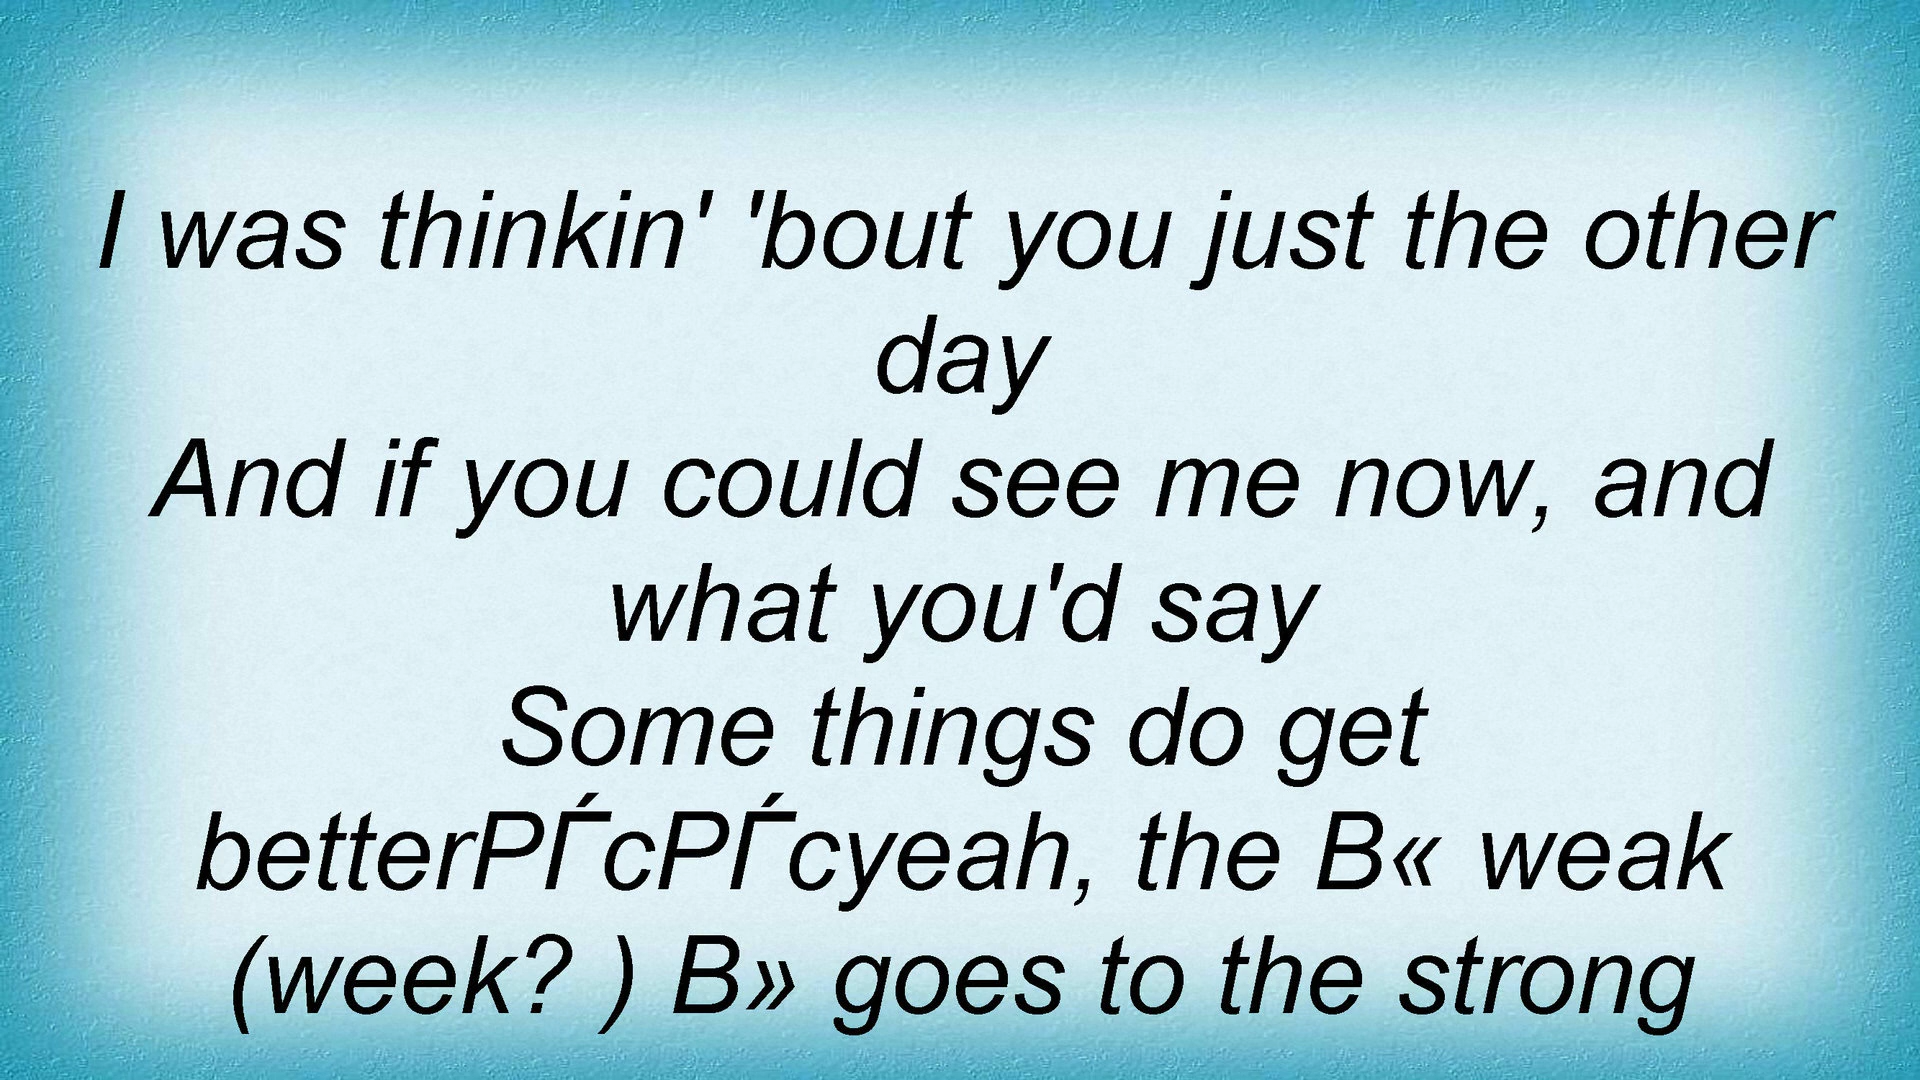 I was thinkin' 'bout you just the other
day
And if you could see me now, and
what you'd say
Some things do get
betterРЃсРЃсyeah, the В« weak
(week? ) В» goes to the strong